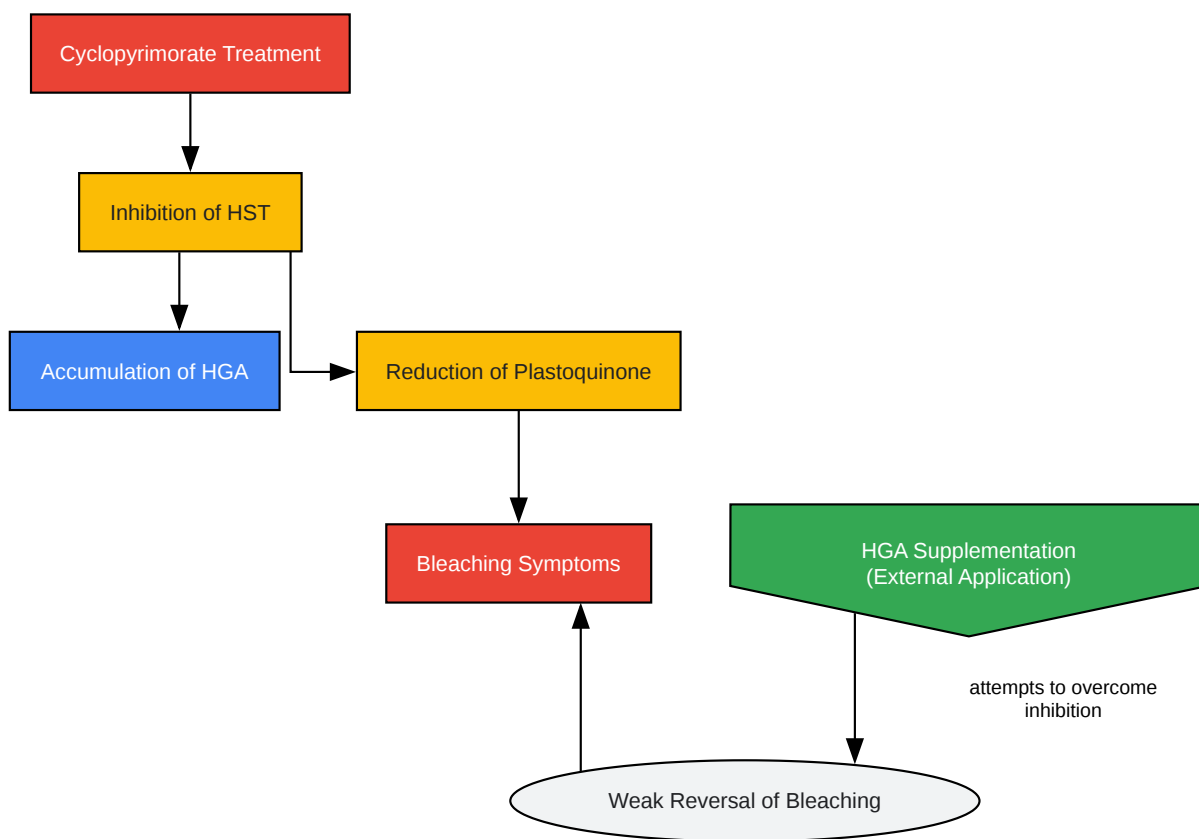 Cyclopyrimorate Treatment
Inhibition of HST
Accumulation of HGA
Reduction of Plastoquinone
Bleaching Symptoms
HGA Supplementation
(External Application)
attempts to overcome
inhibition
Weak Reversal of Bleaching